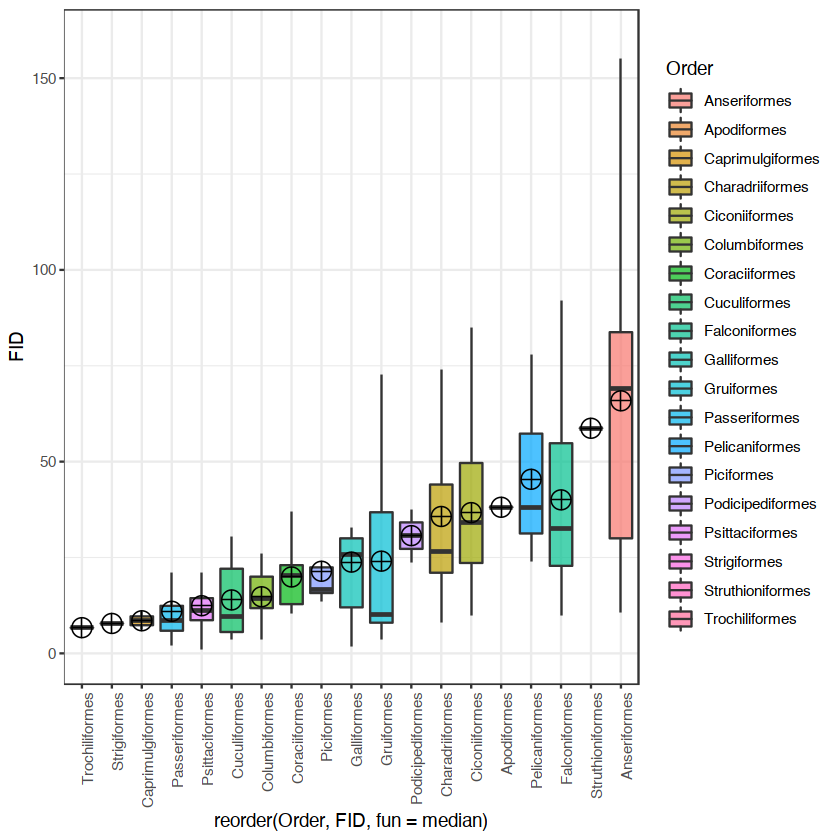 150
100
50
0
FID
Trochiliformes
Strigiformes
Caprimulgiformes
Passeriformes
Psittaciformes
Cuculiformes
Columbiformes
Coraciiformes
Piciformes
Galliformes
Gruiformes
Podicipediformes
Charadriiformes
Ciconiiformes
Apodiformes
Pelicaniformes
Falconiformes
Struthioniformes
Anseriformes
reorder(Order, FID, fun = median)
Order
Anseriformes
Apodiformes
Caprimulgiformes
Charadriiformes
Ciconiiformes
Columbiformes
Coraciiformes
Cuculiformes
Falconiformes
Galliformes
Gruiformes
Passeriformes
Pelicaniformes
Piciformes
Podicipediformes
Psittaciformes
Strigiformes
Struthioniformes
Trochiliformes